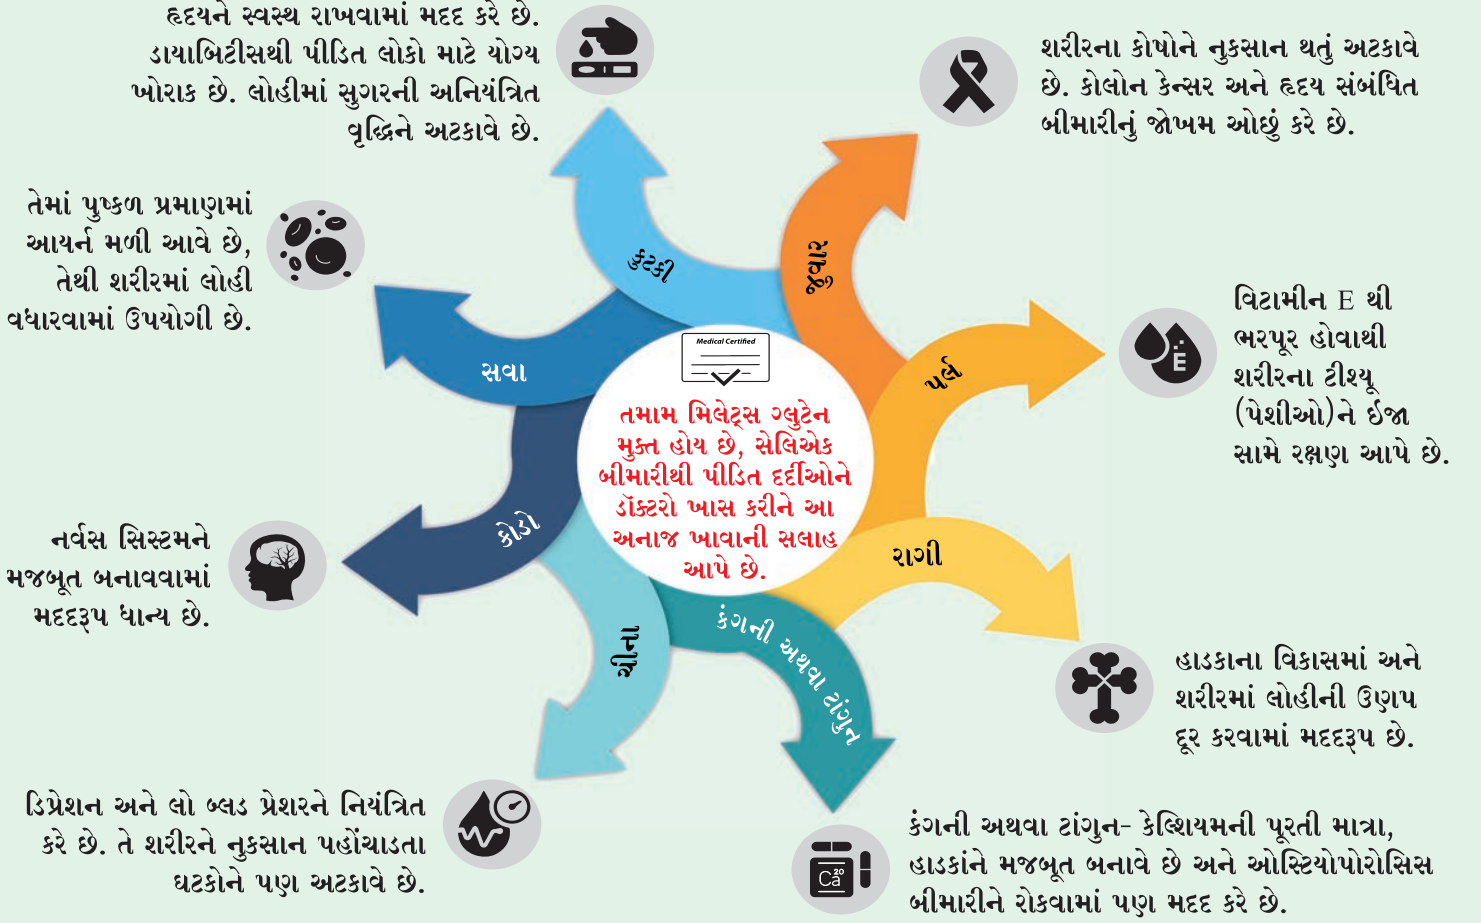 હૃદયને સ્વસ્થ રાખવામાં મદદ કરે છે.
ડાયાબિટીસથી પીડિત લોકો માટે યોગ્ય
ખોરાક છે. લોહીમાં સુગરની અનિયંત્રિત
વૃદ્ધિને અટકાવે છે.
શરીરના કોષોને નુકસાન થતું અટકાવે
છે. કોલોન કેન્સર અને હૃદય સંબંધિત
બીમારીનું જોખમ ઓછું કરે છે.
તેમાં પુષ્કળ પ્રમાણમાં
આયર્ન મળી આવે છે,
તેથી શરીરમાં લોહી
વધારવામાં ઉપયોગી છે.
કુટકી
જુવાર
વિટામીન E થી
ભરપૂર હોવાથી
શરીરના ટીશ્યૂ
(પેશીઓ)ને ઈજા
સામે રક્ષણ આપે છે.
E
સવા
પર્લ
Medical Certified
તમામ મિલેટ્સ ગ્લુટેન
મુક્ત હોય છે, સેલિએક
બીમારીથી પીડિત દર્દીઓને
ડૉક્ટરો ખાસ કરીને આ
અનાજ ખાવાની સલાહ
આપે છે.
નર્વસ સિસ્ટમને
મજબૂત બનાવવામાં
મદદરૂપ ધાન્ય છે.
કોડો
રાગી
ચીના
કંગની અથવા ટાંગુન
હાડકાના વિકાસમાં અને
શરીરમાં લોહીની ઉણપ
દૂર કરવામાં મદદરૂપ છે.
ડિપ્રેશન અને લો બ્લડ પ્રેશરને નિયંત્રિત
કરે છે. તે શરીરને નુકસાન પહોંચાડતા
ઘટકોને પણ અટકાવે છે.
Ca 20
કંગની અથવા ટાંગુન- કેલ્શિયમની પૂરતી માત્રા,
હાડકાંને મજબૂત બનાવે છે અને ઓસ્ટિયોપોરોસિસ
બીમારીને રોકવામાં પણ મદદ કરે છે.